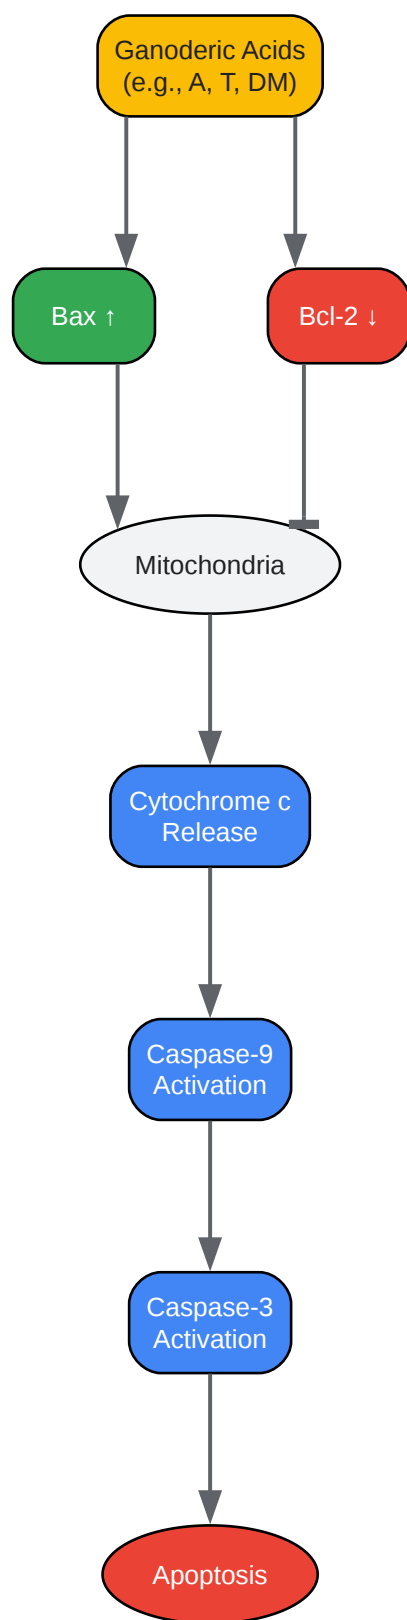 Ganoderic Acids
(e.g., A, T, DM)
Bax ↑
Bcl-2 ↓
Mitochondria
Cytochrome c
Release
Caspase-9
Activation
Caspase-3
Activation
Apoptosis